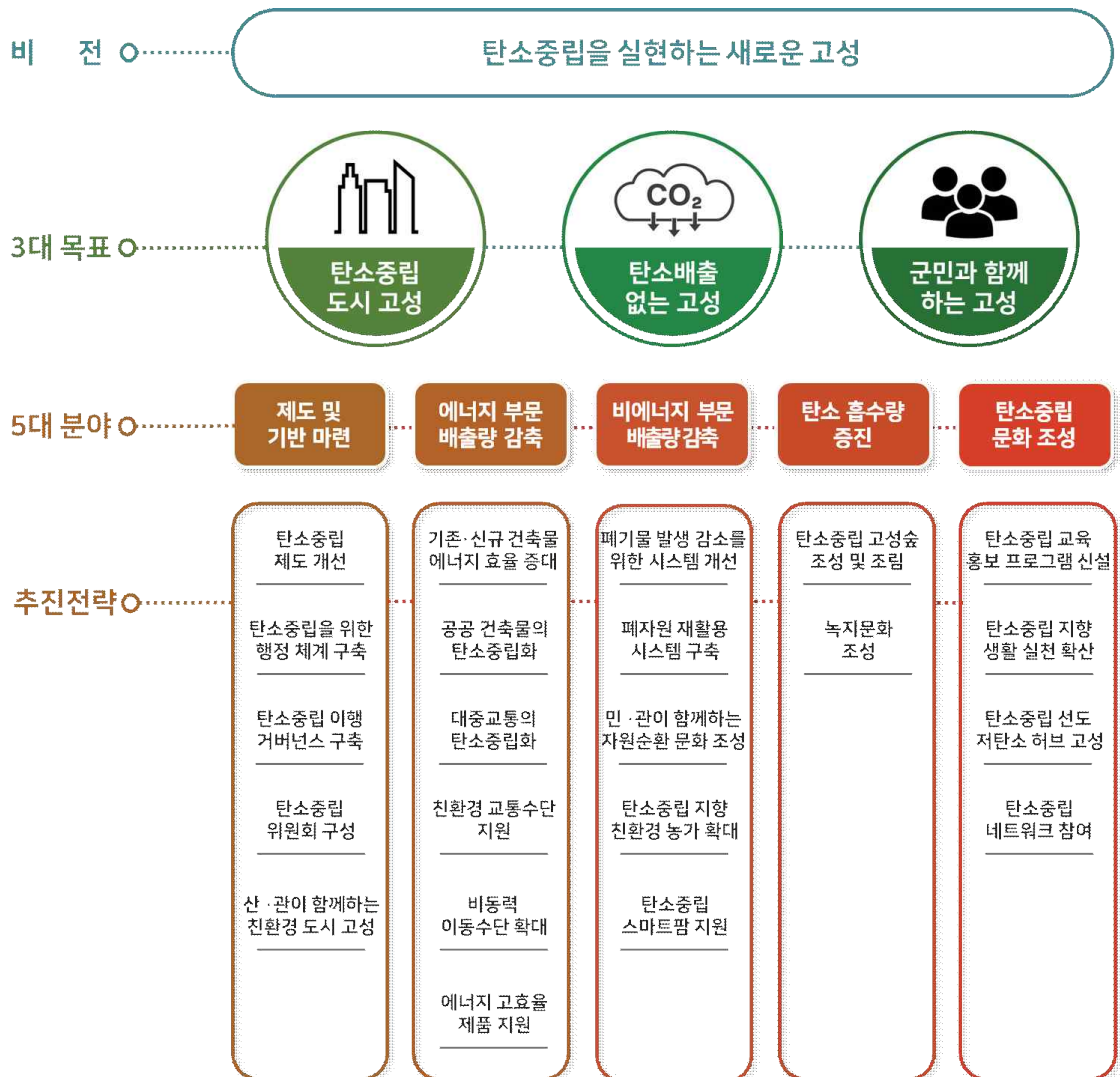 비 전
탄소중립을 실현하는 새로운 고성
3대 목표
탄소중립
도시 고성
CO₂
탄소배출
없는 고성
군민과 함께
하는 고성
5대 분야
제도 및
기반 마련
에너지 부문
배출량 감축
비에너지 부문
배출량감축
탄소 흡수량
증진
탄소중립
문화 조성
추진전략
탄소중립
제도 개선
탄소중립을 위한
행정 체계 구축
탄소중립 이행
거버넌스 구축
탄소중립
위원회 구성
산·관이 함께하는
친환경 도시 고성
기존·신규 건축물
에너지 효율 증대
공공 건축물의
탄소중립화
대중교통의
탄소중립화
친환경 교통수단
지원
비동력
이동수단 확대
에너지 고효율
제품 지원
폐기물 발생 감소를
위한 시스템 개선
폐자원 재활용
시스템 구축
민·관이 함께하는
자원순환 문화 조성
탄소중립 지향
친환경 농가 확대
탄소중립
스마트팜 지원
탄소중립 고성숲
조성 및 조림
녹지문화
조성
탄소중립 교육
홍보 프로그램 신설
탄소중립 지향
생활 실천 확산
탄소중립 선도
저탄소 허브 고성
탄소중립
네트워크 참여